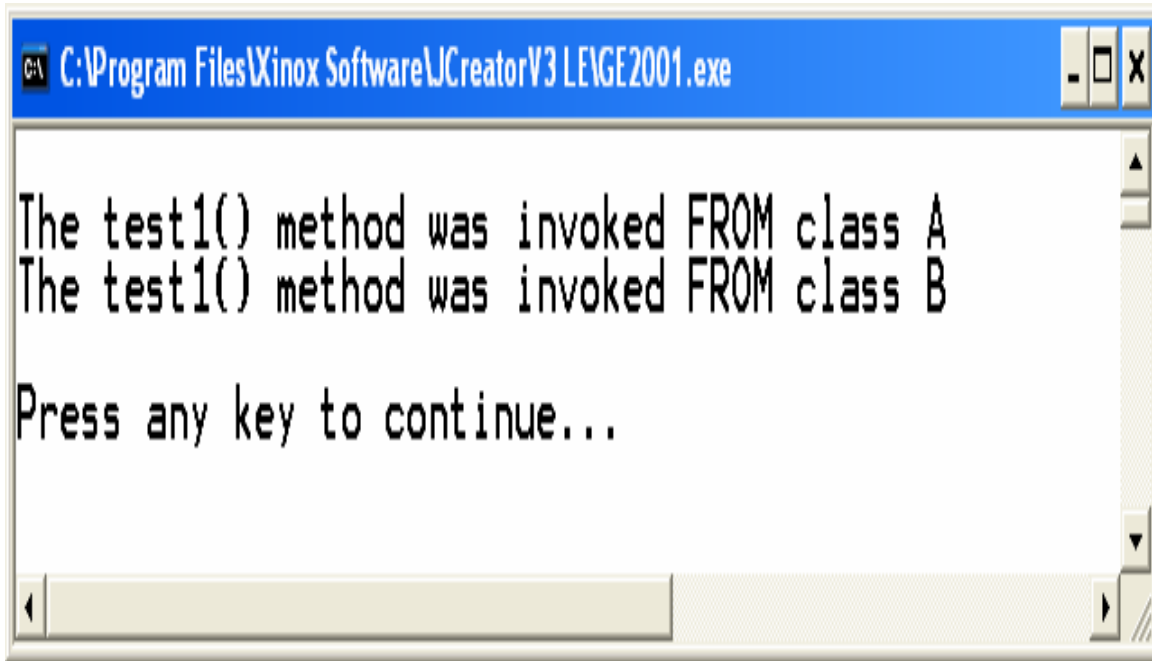 C:\Program Files\Xinox Software\JCreatorV3 LE\GE2001.exe
The test1() method was invoked FROM class A
The test1() method was invoked FROM class B
Press any key to continue...